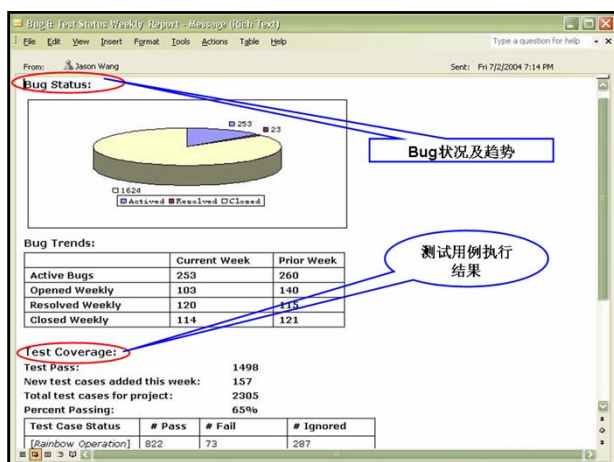 Bug & Test Status Weekly Report - Message (Rich Text)
File Edit View Insert Format Tools Actions Table Help
Type a question for help
From: Jason Wang
Sent: Fri 7/2/2004 7:14 PM
Bug Status:
253
23
1624
Actived Resolved Closed
Bug状况及趋势
Bug Trends:
Current Week Prior Week
Active Bugs 253 260
Opened Weekly 103 140
Resolved Weekly 120 115
Closed Weekly 114 121
测试用例执行
结果
Test Coverage:
Test Pass: 1498
New test cases added this week: 157
Total test cases for project: 2305
Percent Passing: 65%
Test Case Status # Pass # Fail # Ignored
[Rainbow Operation] 822 73 287